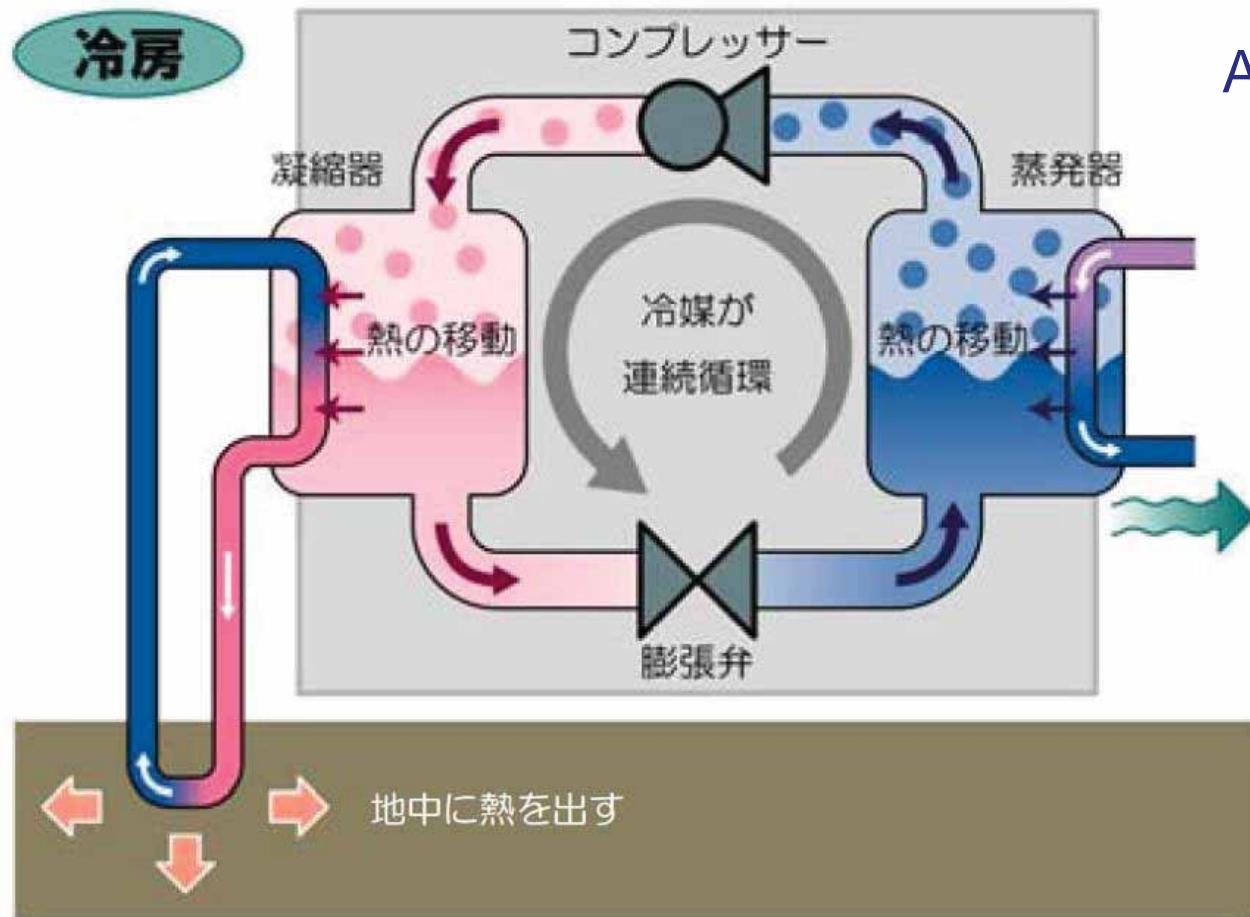 冷房
コンプレッサー
A
凝縮器
蒸発器
熱の移動
冷媒が
連続循環
熱の移動
膨張弁
地中に熱を出す